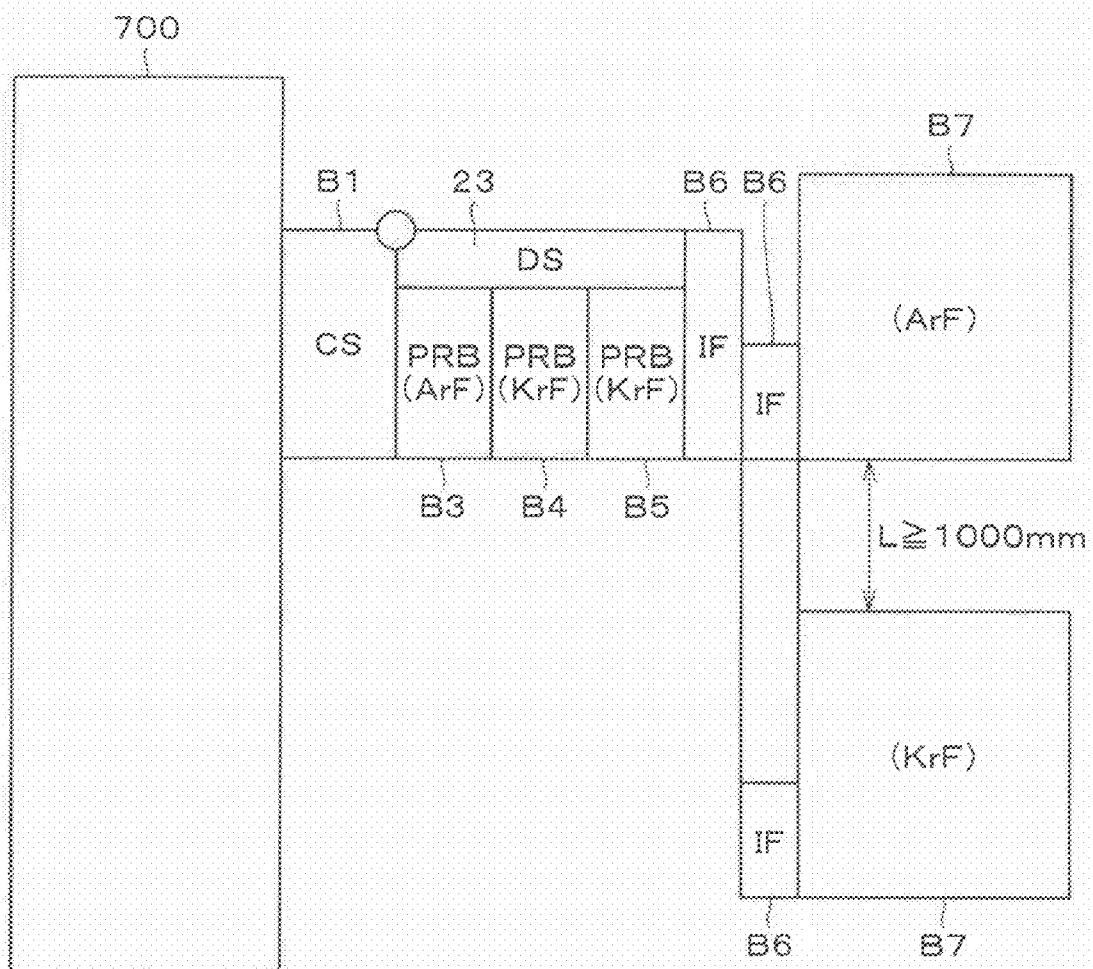 700
B7
B1 23 B6 B6
DS
CS
PRB
(ArF)
PRB
(KrF)
PRB
(KrF)
IF
IF
(ArF)
B3 B4 B5
L≧1000mm
(KrF)
IF
B6 B7